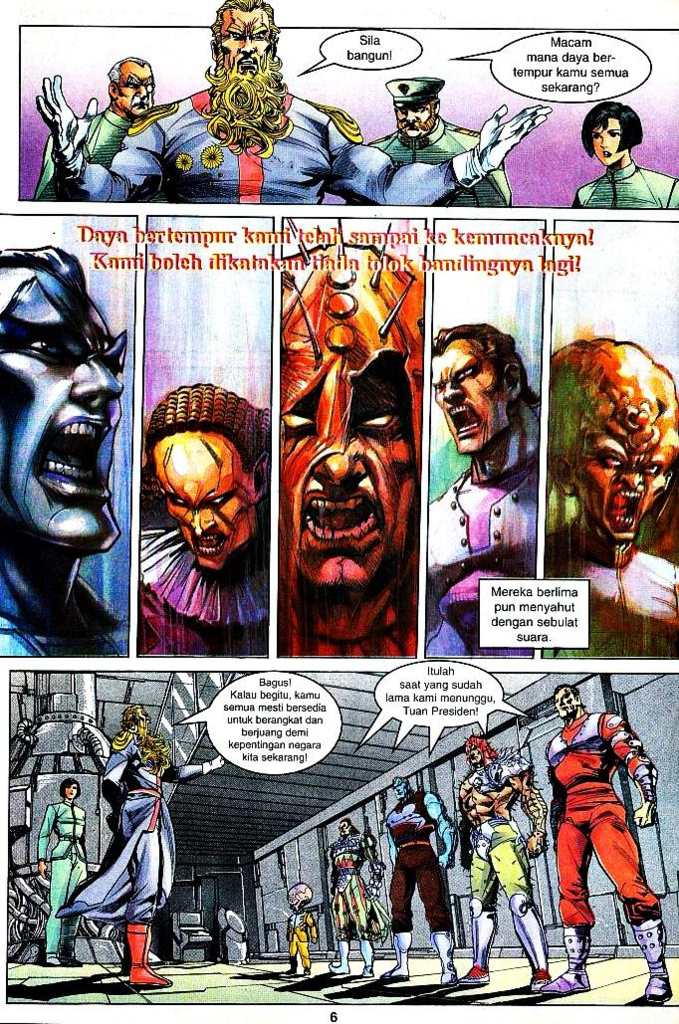 Sila
bangun!
Macam
mana daya ber-
tempur kamu semua
sekarang?
Daya bertempur kami telah sampai ke kemuncaknya!
Kami boleh dikatakan tiada tolok bandingnya lagi!
Mereka berlima
pun menyahut
dengan sebulat
suara.
Bagus!
Kalau begitu, kamu
semua mesti bersedia
untuk berangkat dan
berjuang demi
kepentingan negara
kita sekarang!
Itulah
saat yang sudah
lama kami menunggu,
Tuan Presiden!
6